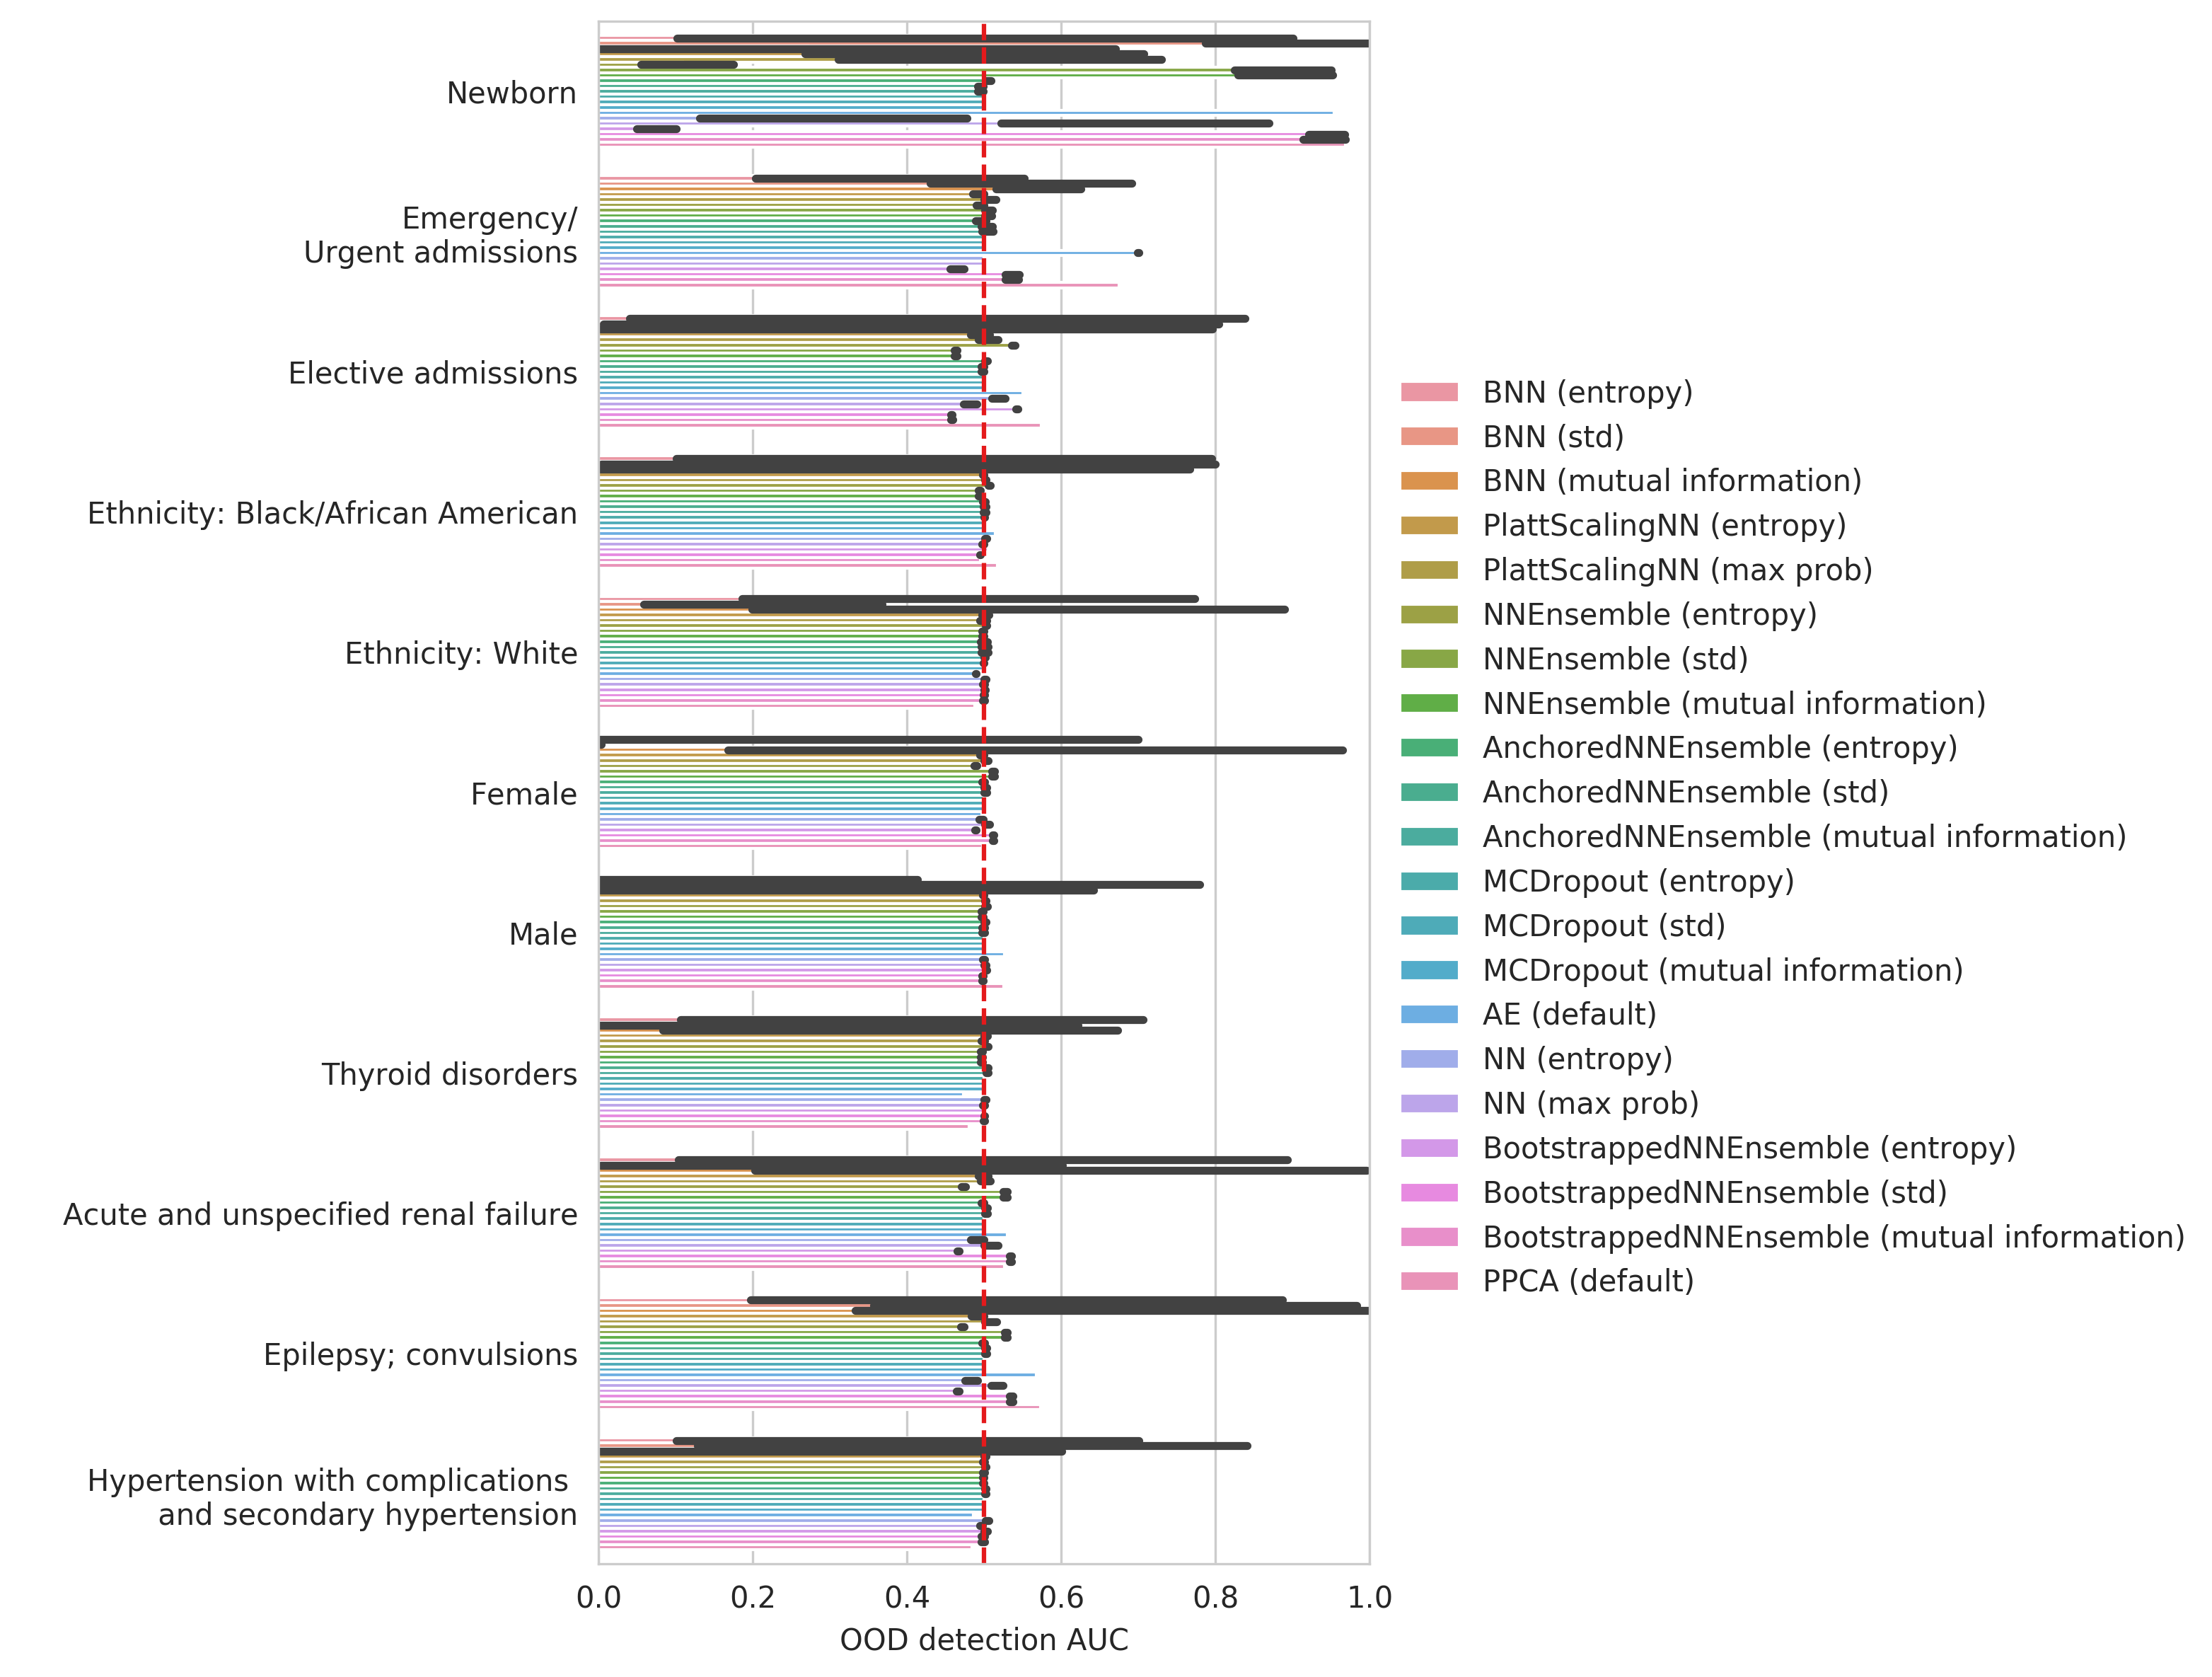 Newborn
Emergency/
Urgent admissions
Elective admissions
Ethnicity: Black/African American
Ethnicity: White
Female
Male
Thyroid disorders
Acute and unspecified renal failure
Epilepsy; convulsions
Hypertension with complications
and secondary hypertension
0.0 0.2 0.4 0.6 0.8 1.0
OOD detection AUC
BNN (entropy)
BNN (std)
BNN (mutual information)
PlattScalingNN (entropy)
PlattScalingNN (max prob)
NNEnsemble (entropy)
NNEnsemble (std)
NNEnsemble (mutual information)
AnchoredNNEnsemble (entropy)
AnchoredNNEnsemble (std)
AnchoredNNEnsemble (mutual information)
MCDropout (entropy)
MCDropout (std)
MCDropout (mutual information)
AE (default)
NN (entropy)
NN (max prob)
BootstrappedNNEnsemble (entropy)
BootstrappedNNEnsemble (std)
BootstrappedNNEnsemble (mutual information)
PPCA (default)